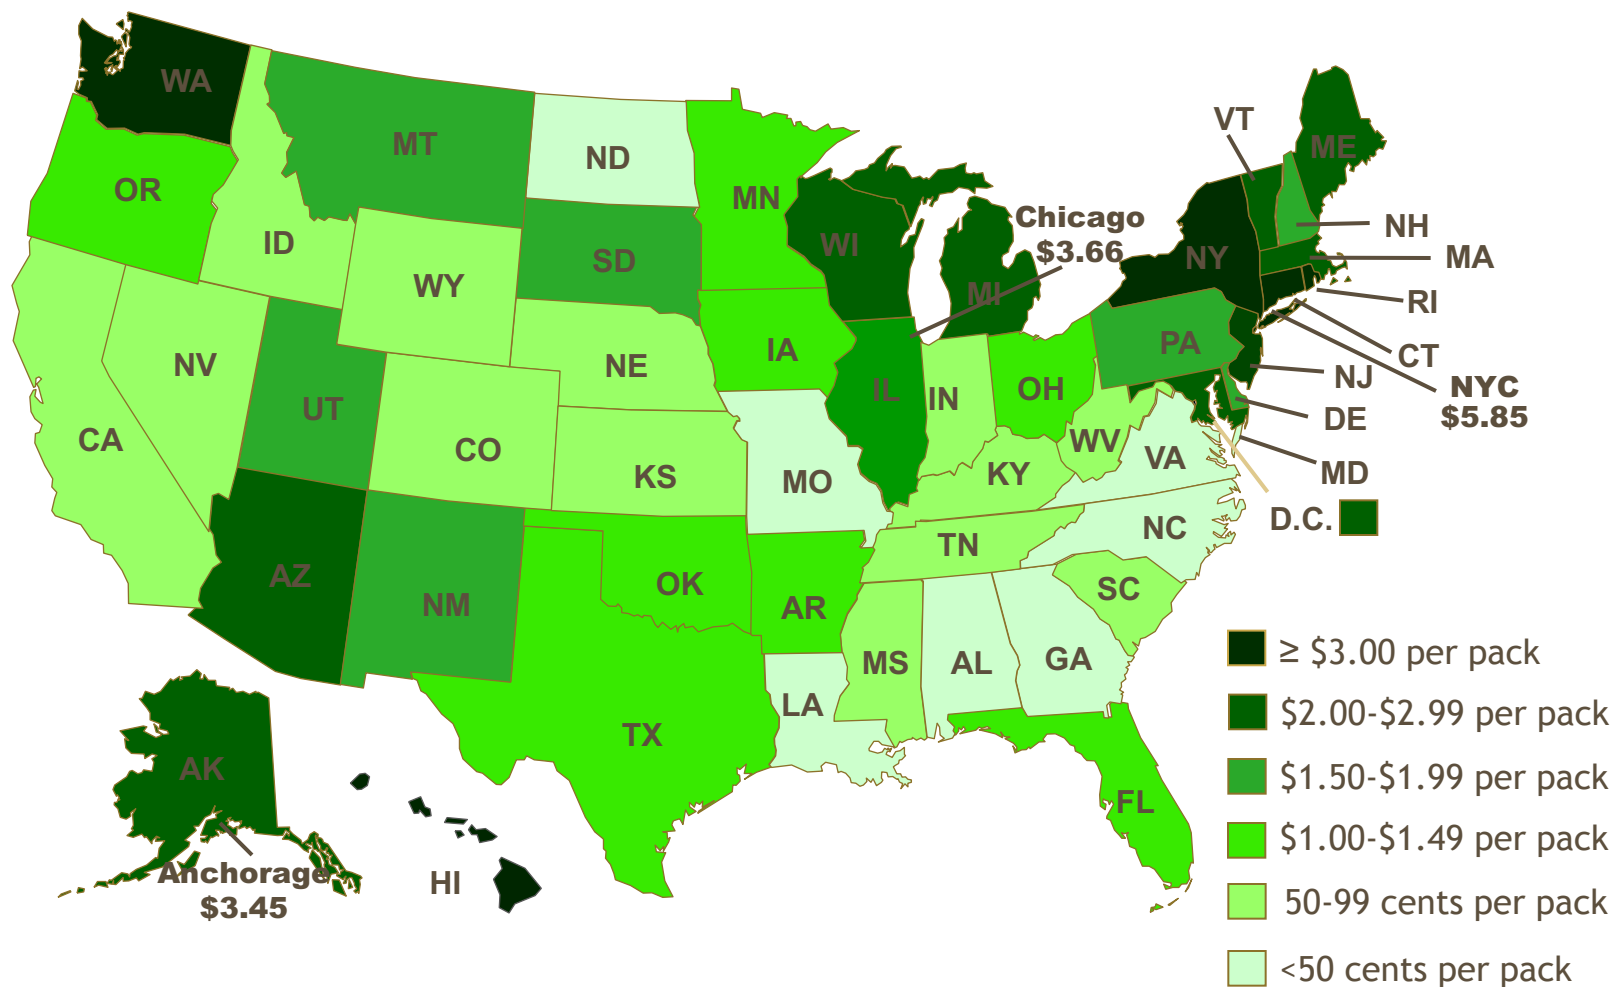 WA
MT
ND
MN
OR
ID
WY
SD
WI
MI
Chicago
$3.66
VT
ME
NH
MA
NY
RI
CT
NJ
NYC
$5.85
DE
MD
D.C.
PA
NV
UT
CO
NE
IA
IL
IN
OH
WV
VA
CA
KS
MO
KY
NC
TN
SC
AZ
NM
OK
AR
MS
AL
GA
LA
TX
FL
AK
Anchorage
$3.45
HI
≥ $3.00 per pack
$2.00-$2.99 per pack
$1.50-$1.99 per pack
$1.00-$1.49 per pack
50-99 cents per pack
<50 cents per pack